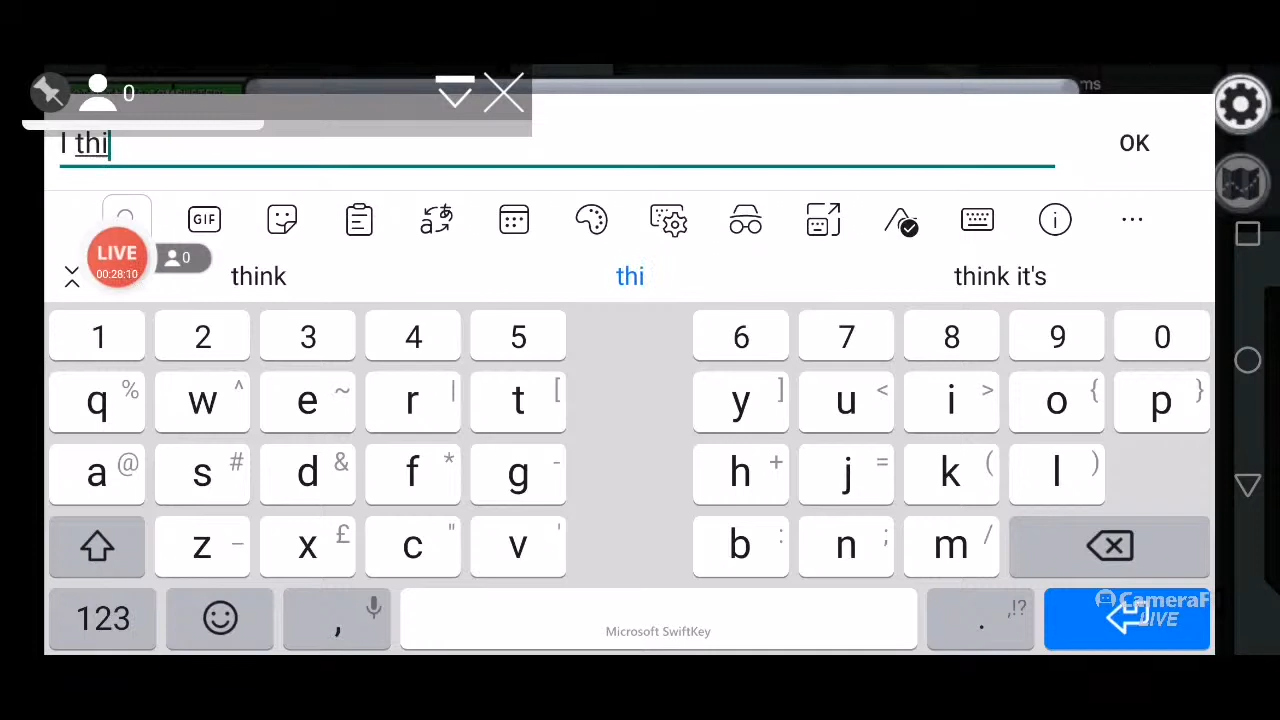 ms
0
I thi
OK
GIF
LIVE
00:28:10
0
think
thi
think it's
1 2 3 4 5 6 7 8 9 0
q % w ^ e ~ r | t [ y ] u < i > o { p }
a @ s # d & f * g - h + j = k ( l )
z _ x £ c " v ' b : n ; m /
123 , Microsoft SwiftKey . ,!?
CameraFi
LIVE